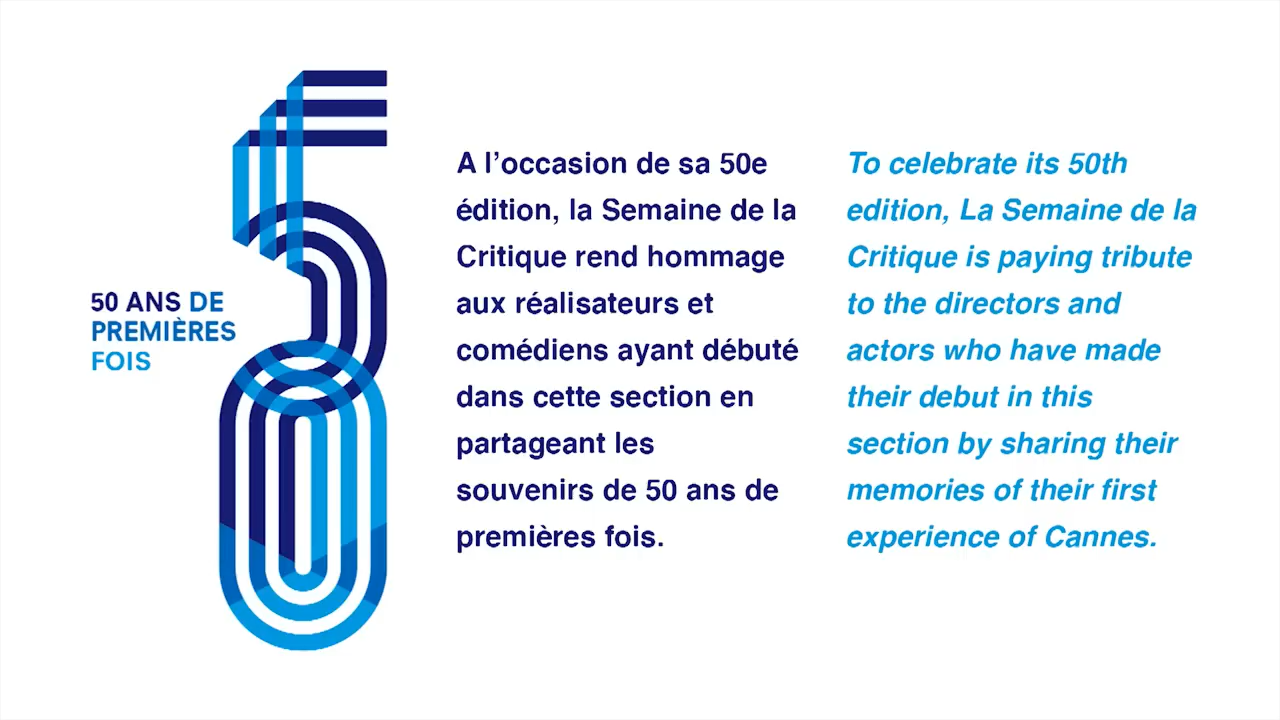 50 ANS DE
PREMIÈRES
FOIS
A l’occasion de sa 50e
édition, la Semaine de la
Critique rend hommage
aux réalisateurs et
comédiens ayant débuté
dans cette section en
partageant les
souvenirs de 50 ans de
premières fois.
To celebrate its 50th
edition, La Semaine de la
Critique is paying tribute
to the directors and
actors who have made
their debut in this
section by sharing their
memories of their first
experience of Cannes.
50